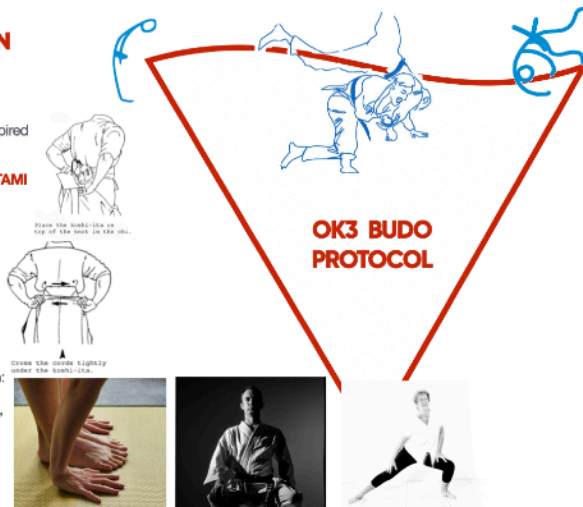 N
pired
TAMI
Place the koshi-ita on
top of the knot in the obi.
Cross the cords tightly
under the koshi-ita.
:
,
OK3 BUDO
PROTOCOL